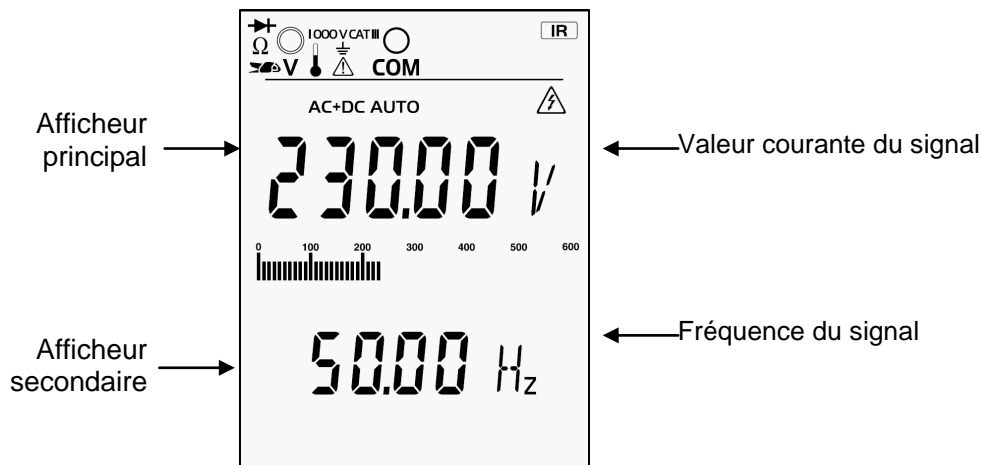 1000 V CAT III
IR
Ω
V
COM
AC+DC AUTO
Afficheur
principal
230.00 V
Valeur courante du signal
0 100 200 300 400 500 600
Afficheur
secondaire
50.00 Hz
Fréquence du signal